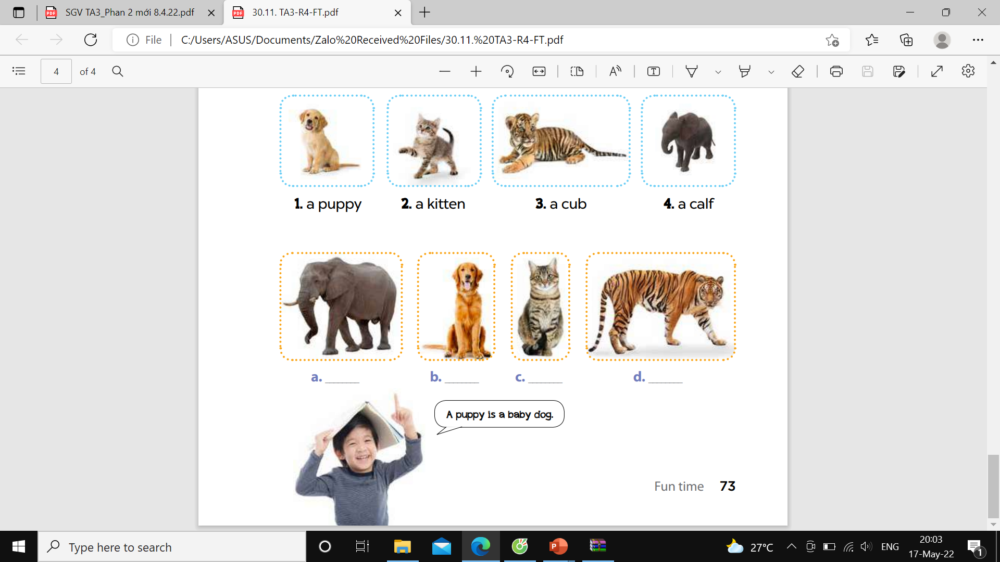 SGV TA3_Phan 2 mới 8.4.22.pdf
30.11. TA3-R4-FT.pdf
File
C:/Users/ASUS/Documents/Zalo%20Received%20Files/30.11.%20TA3-R4-FT.pdf
4 of 4
1. a puppy
2. a kitten
3. a cub
4. a calf
a. ______
b. ______
c. ______
d. ______
A puppy is a baby dog.
Fun time 73
Type here to search
27°C
ENG
20:03
17-May-22
1